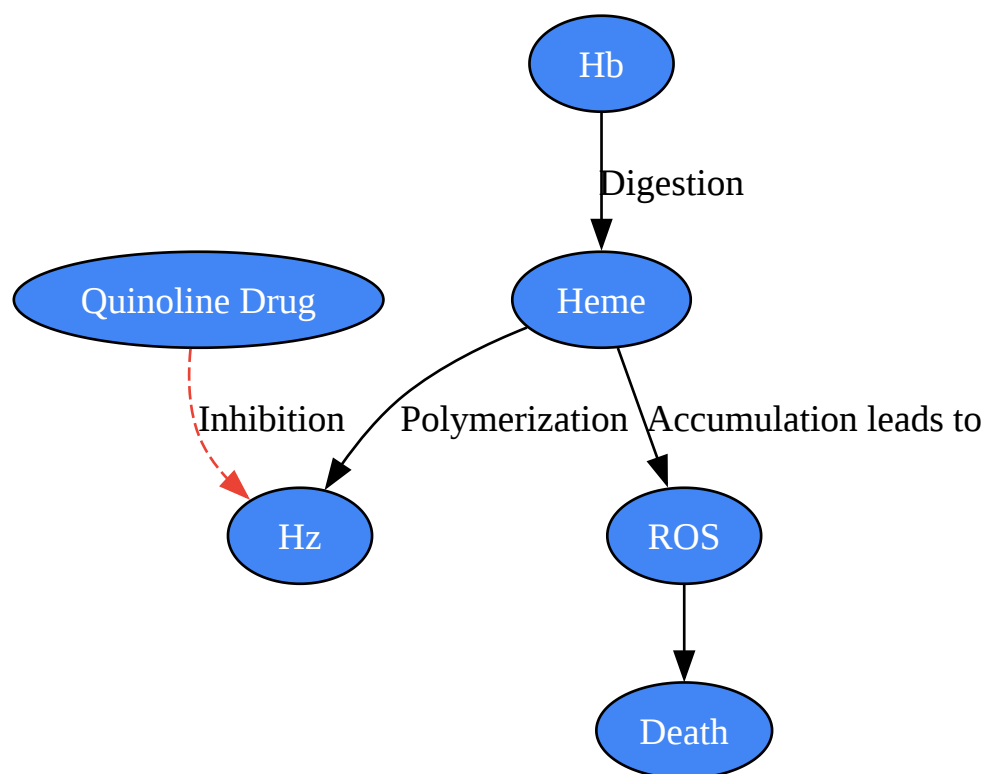 Hb
Digestion
Quinoline Drug
Heme
Inhibition
Polymerization
Accumulation leads to
Hz
ROS
Death